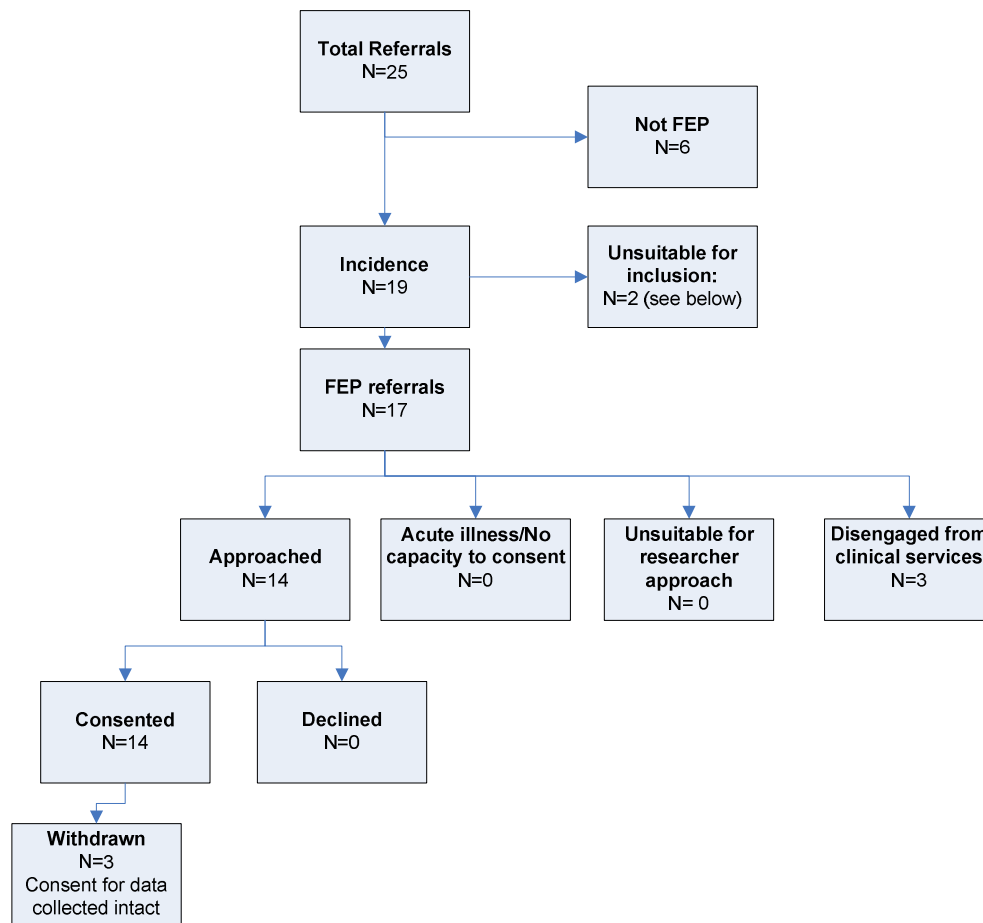 Total Referrals
N=25
Not FEP
N=6
Incidence
N=19
Unsuitable for
inclusion:
N=2 (see below)
FEP referrals
N=17
Approached
N=14
Acute illness/No
capacity to consent
N=0
Unsuitable for
researcher
approach
N= 0
Disengaged from
clinical services
N=3
Consented
N=14
Declined
N=0
Withdrawn
N=3
Consent for data
collected intact